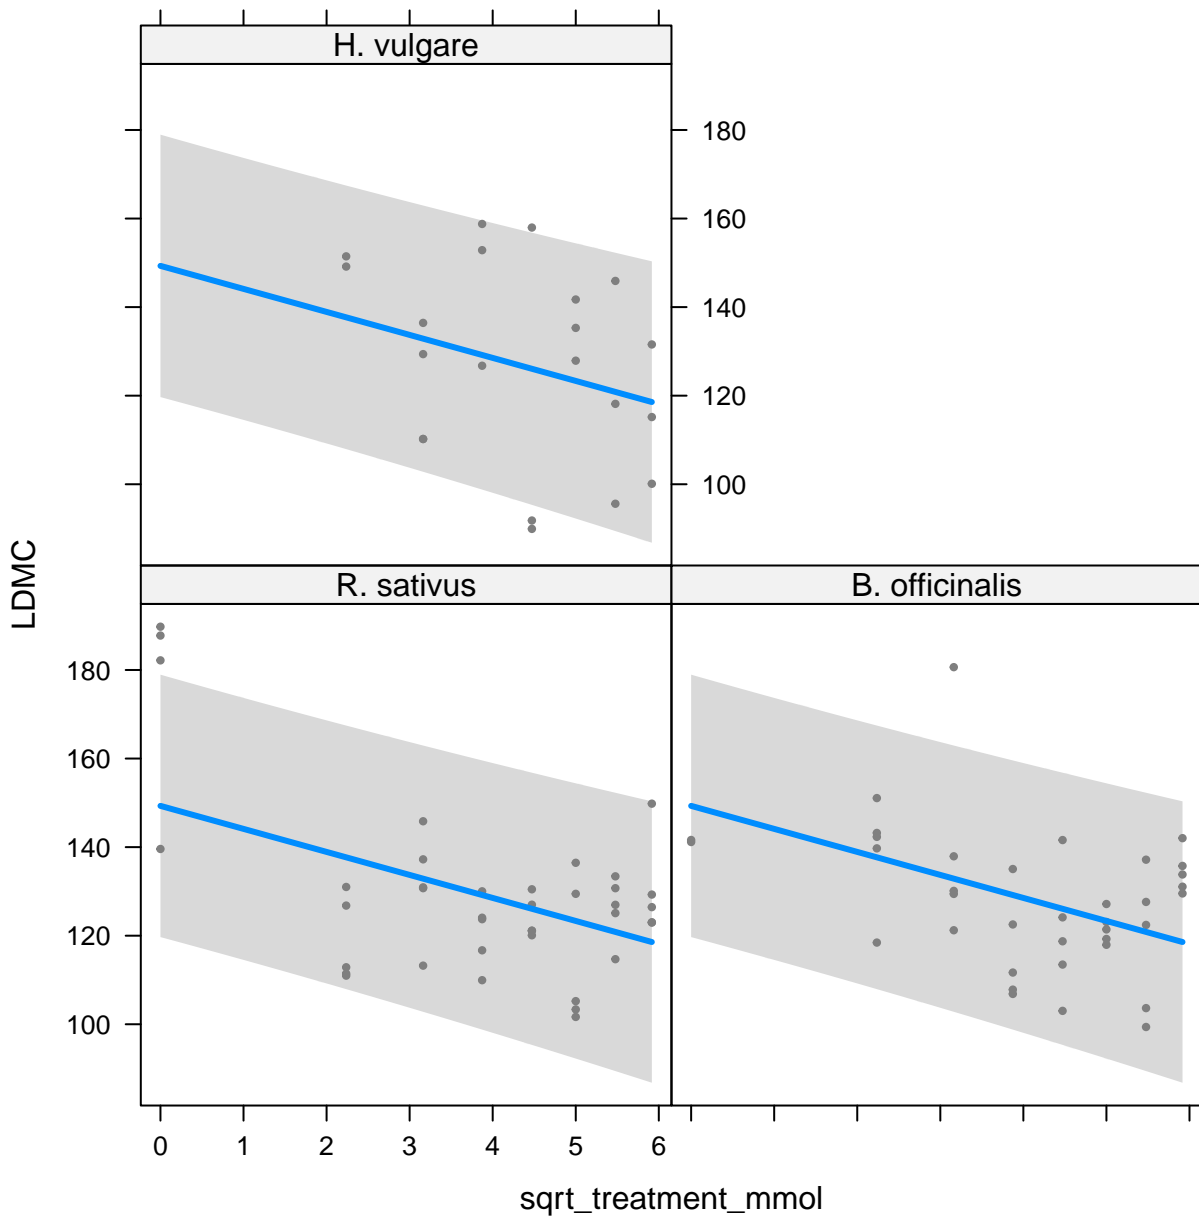 H. vulgare
180
160
140
120
100
LDMC
R. sativus
B. officinalis
180
160
140
120
100
0 1 2 3 4 5 6
sqrt_treatment_mmol